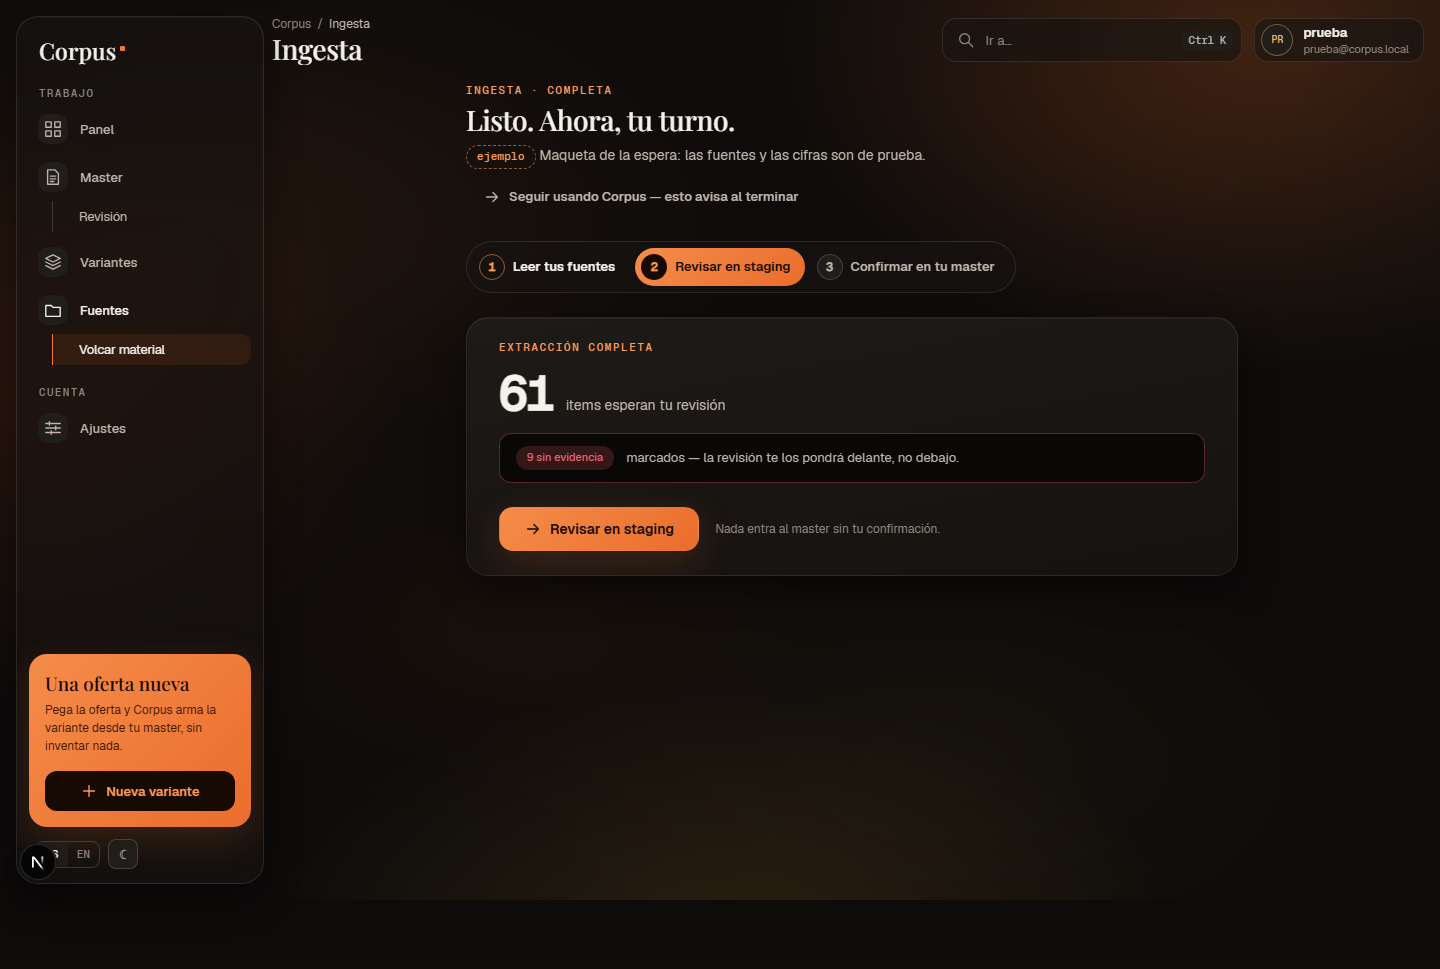 Corpus
TRABAJO
Panel
Master
Revisión
Variantes
Fuentes
Volcar material
CUENTA
Ajustes
Una oferta nueva
Pega la oferta y Corpus arma la
variante desde tu master, sin
inventar nada.
Nueva variante
EN
Corpus / Ingesta
Ingesta
Ir a...
Ctrl K
PR
prueba
prueba@corpus.local
INGESTA · COMPLETA
Listo. Ahora, tu turno.
ejemplo Maqueta de la espera: las fuentes y las cifras son de prueba.
Seguir usando Corpus — esto avisa al terminar
1 Leer tus fuentes
2 Revisar en staging
3 Confirmar en tu master
EXTRACCIÓN COMPLETA
61 items esperan tu revisión
9 sin evidencia marcados — la revisión te los pondrá delante, no debajo.
Revisar en staging
Nada entra al master sin tu confirmación.